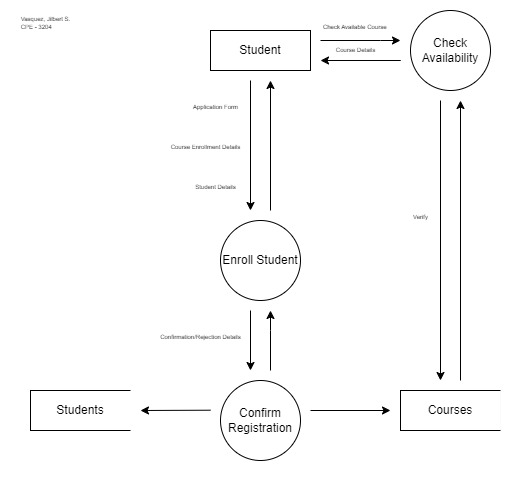 Vasquez, Jilbert S.
CPE - 3204
Check Available Course
Student
Check
Availability
Course Details
Application Form
Course Enrollment Details
Student Details
Verify
Enroll Student
Confirmation/Rejection Details
Students
Confirm
Registration
Courses